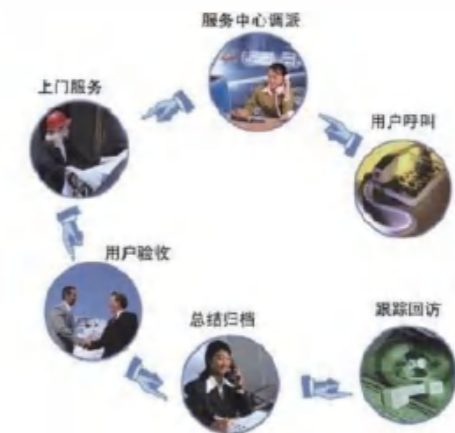 服务中心调派
上门服务
用户呼叫
用户验收
总结归档
跟踪回访